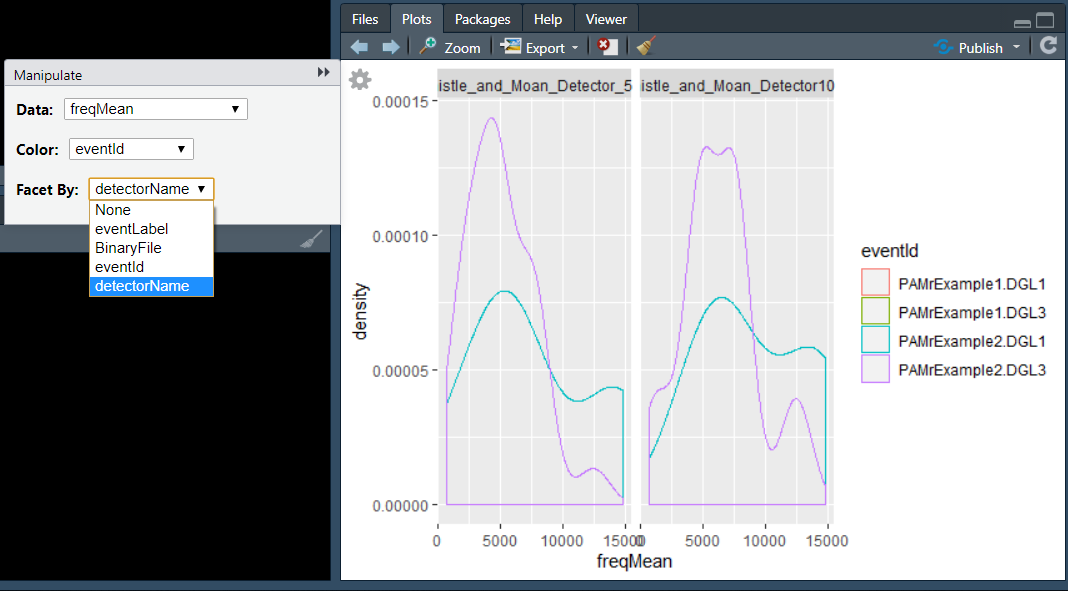 Files Plots Packages Help Viewer
Zoom Export Publish
Manipulate
Data: freqMean
Color: eventId
Facet By: detectorName
None
eventLabel
BinaryFile
eventId
detectorName
istle_and_Moan_Detector_5 istle_and_Moan_Detector10
0.00015
0.00010
0.00005
0.00000
density
0 5000 10000 15000 0 5000 10000 15000
freqMean
eventId
PAMrExample1.DGL1
PAMrExample1.DGL3
PAMrExample2.DGL1
PAMrExample2.DGL3